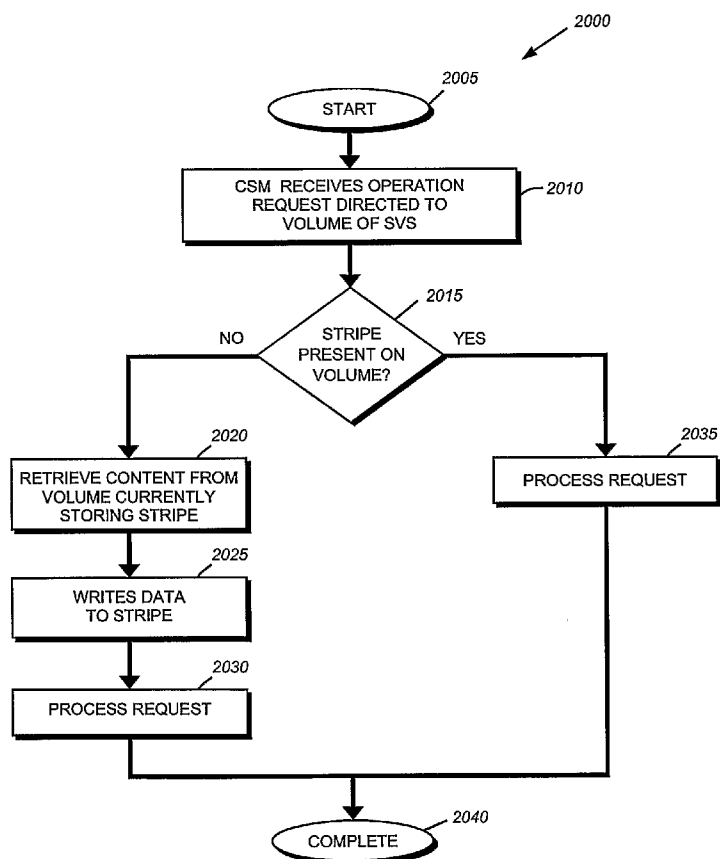 2000
START
2005
CSM RECEIVES OPERATION
REQUEST DIRECTED TO
VOLUME OF SVS
2010
2015
STRIPE
PRESENT ON
VOLUME?
NO
YES
2020
RETRIEVE CONTENT FROM
VOLUME CURRENTLY
STORING STRIPE
2035
PROCESS REQUEST
2025
WRITES DATA
TO STRIPE
2030
PROCESS REQUEST
2040
COMPLETE